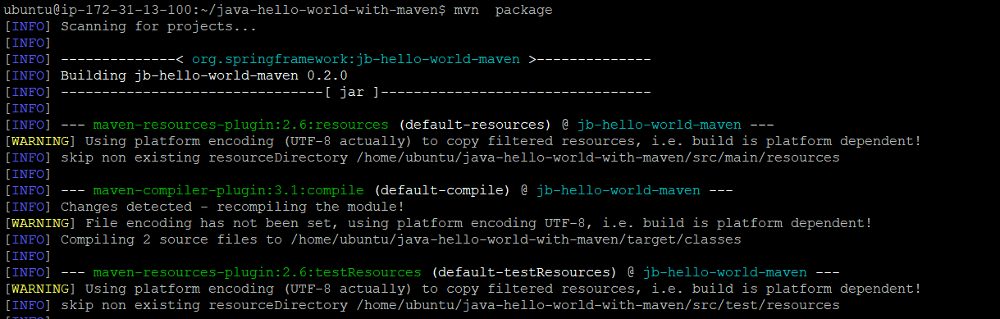 ubuntu@ip-172-31-13-100:~/java-hello-world-with-maven$ mvn  package
[INFO] Scanning for projects...
[INFO]
[INFO] --------------< org.springframework:jb-hello-world-maven >--------------
[INFO] Building jb-hello-world-maven 0.2.0
[INFO] --------------------------------[ jar ]---------------------------------
[INFO]
[INFO] --- maven-resources-plugin:2.6:resources (default-resources) @ jb-hello-world-maven ---
[WARNING] Using platform encoding (UTF-8 actually) to copy filtered resources, i.e. build is platform dependent!
[INFO] skip non existing resourceDirectory /home/ubuntu/java-hello-world-with-maven/src/main/resources
[INFO]
[INFO] --- maven-compiler-plugin:3.1:compile (default-compile) @ jb-hello-world-maven ---
[INFO] Changes detected - recompiling the module!
[WARNING] File encoding has not been set, using platform encoding UTF-8, i.e. build is platform dependent!
[INFO] Compiling 2 source files to /home/ubuntu/java-hello-world-with-maven/target/classes
[INFO]
[INFO] --- maven-resources-plugin:2.6:testResources (default-testResources) @ jb-hello-world-maven ---
[WARNING] Using platform encoding (UTF-8 actually) to copy filtered resources, i.e. build is platform dependent!
[INFO] skip non existing resourceDirectory /home/ubuntu/java-hello-world-with-maven/src/test/resources